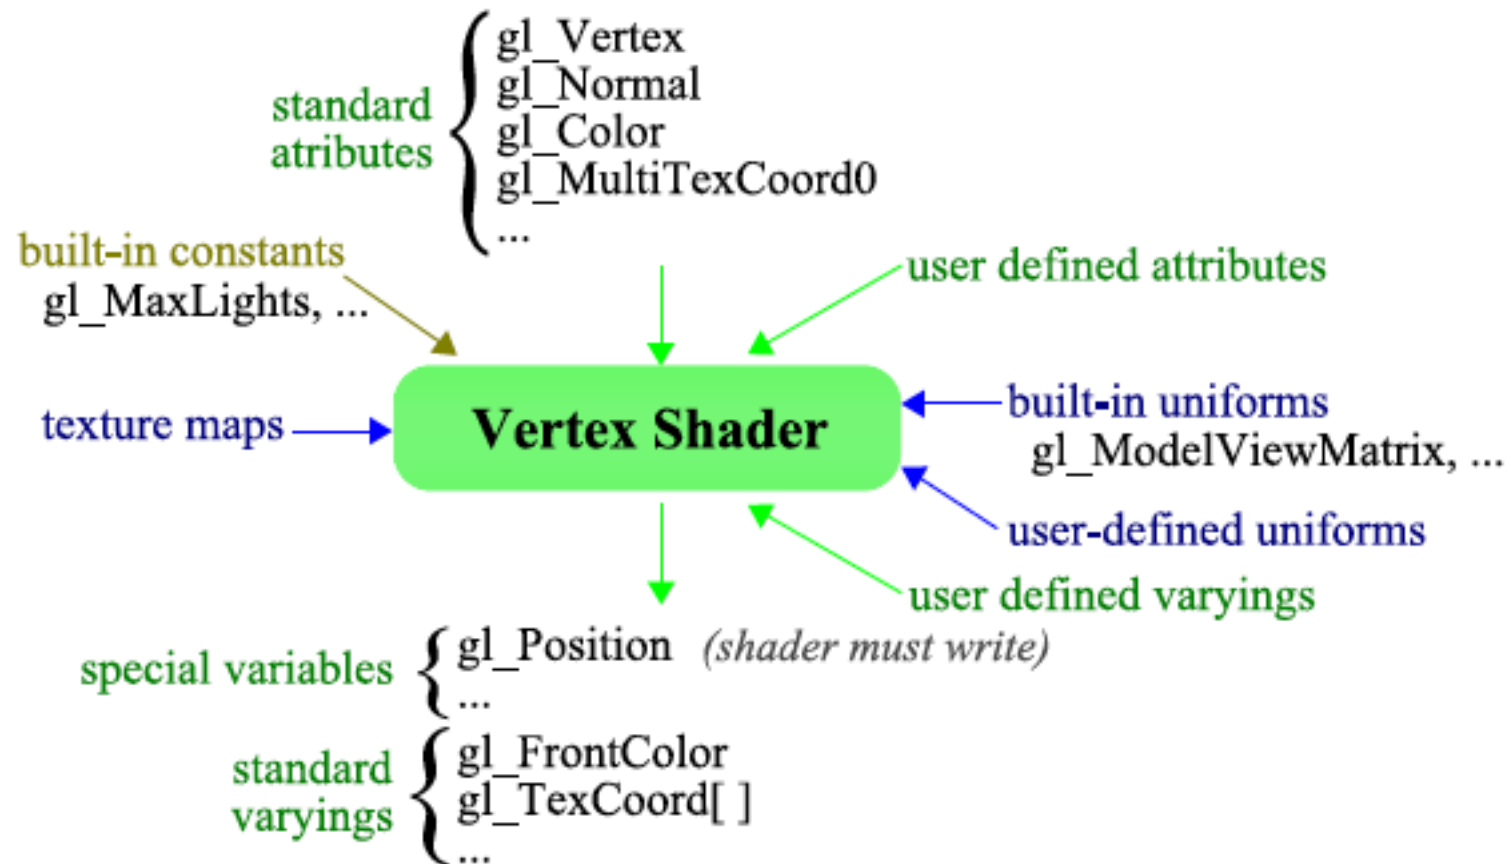 gl_Vertex
gl_Normal
gl_Color
gl_MultiTexCoord0
...
standard
atributes
built-in constants
gl_MaxLights, ...
user defined attributes
texture maps
Vertex Shader
built-in uniforms
gl_ModelViewMatrix, ...
user-defined uniforms
user defined varyings
special variables
gl_Position (shader must write)
...
standard
varyings
gl_FrontColor
gl_TexCoord[ ]
...